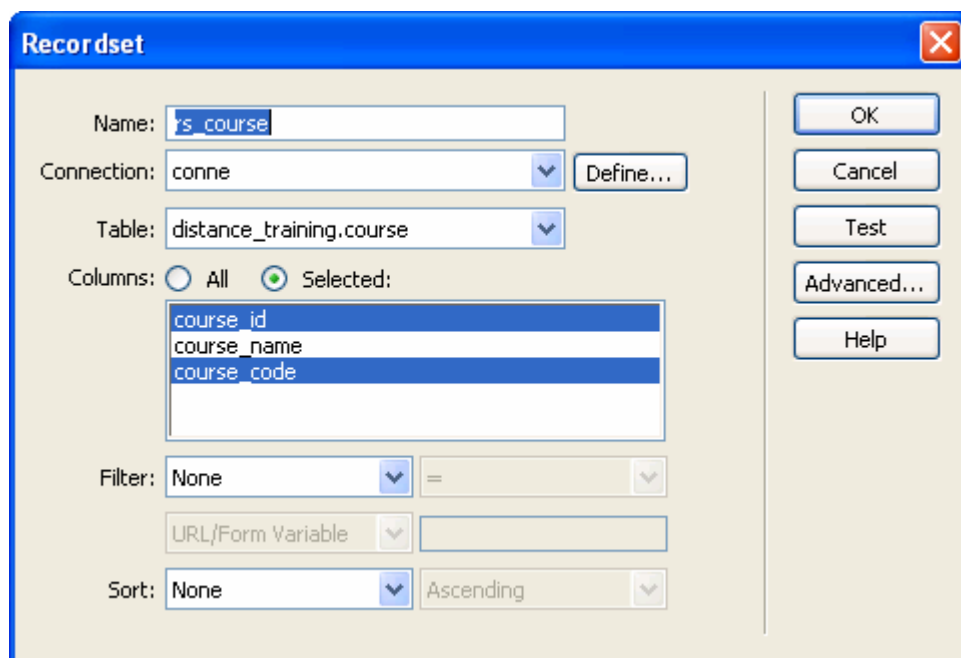 Recordset
Name: rs_course
OK
Connection: conne Define...
Cancel
Table: distance_training.course
Test
Columns: All Selected:
Advanced...
course_id
course_name
course_code
Help
Filter: None =
URL/Form Variable
Sort: None Ascending